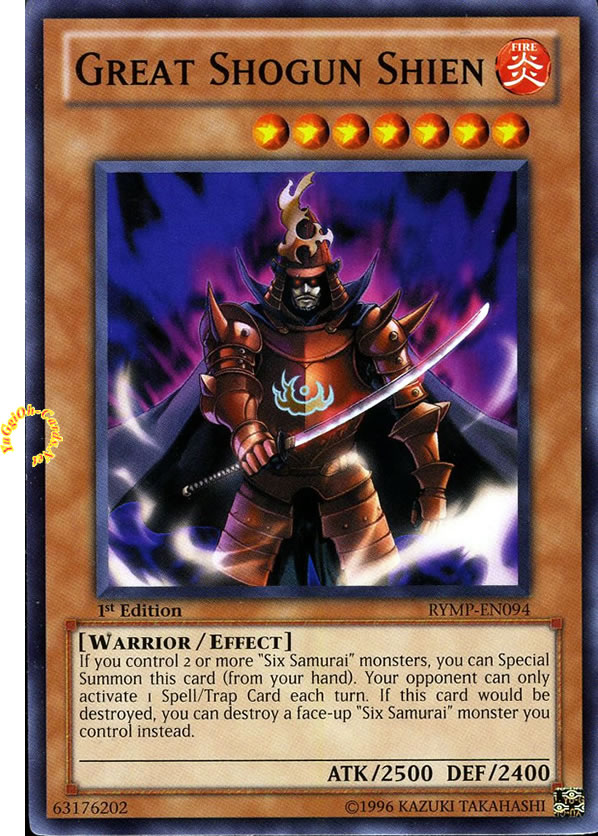 GREAT SHOGUN SHIEN
FIRE
炎
YuGgiOh-Cards.Net
1st Edition
RYMP-EN094
[WARRIOR/EFFECT]
If you control 2 or more "Six Samurai" monsters, you can Special
Summon this card (from your hand). Your opponent can only
activate 1 Spell/Trap Card each turn. If this card would be
destroyed, you can destroy a face-up "Six Samurai" monster you
control instead.
ATK/2500 DEF/2400
63176202
©1996 KAZUKI TAKAHASHI